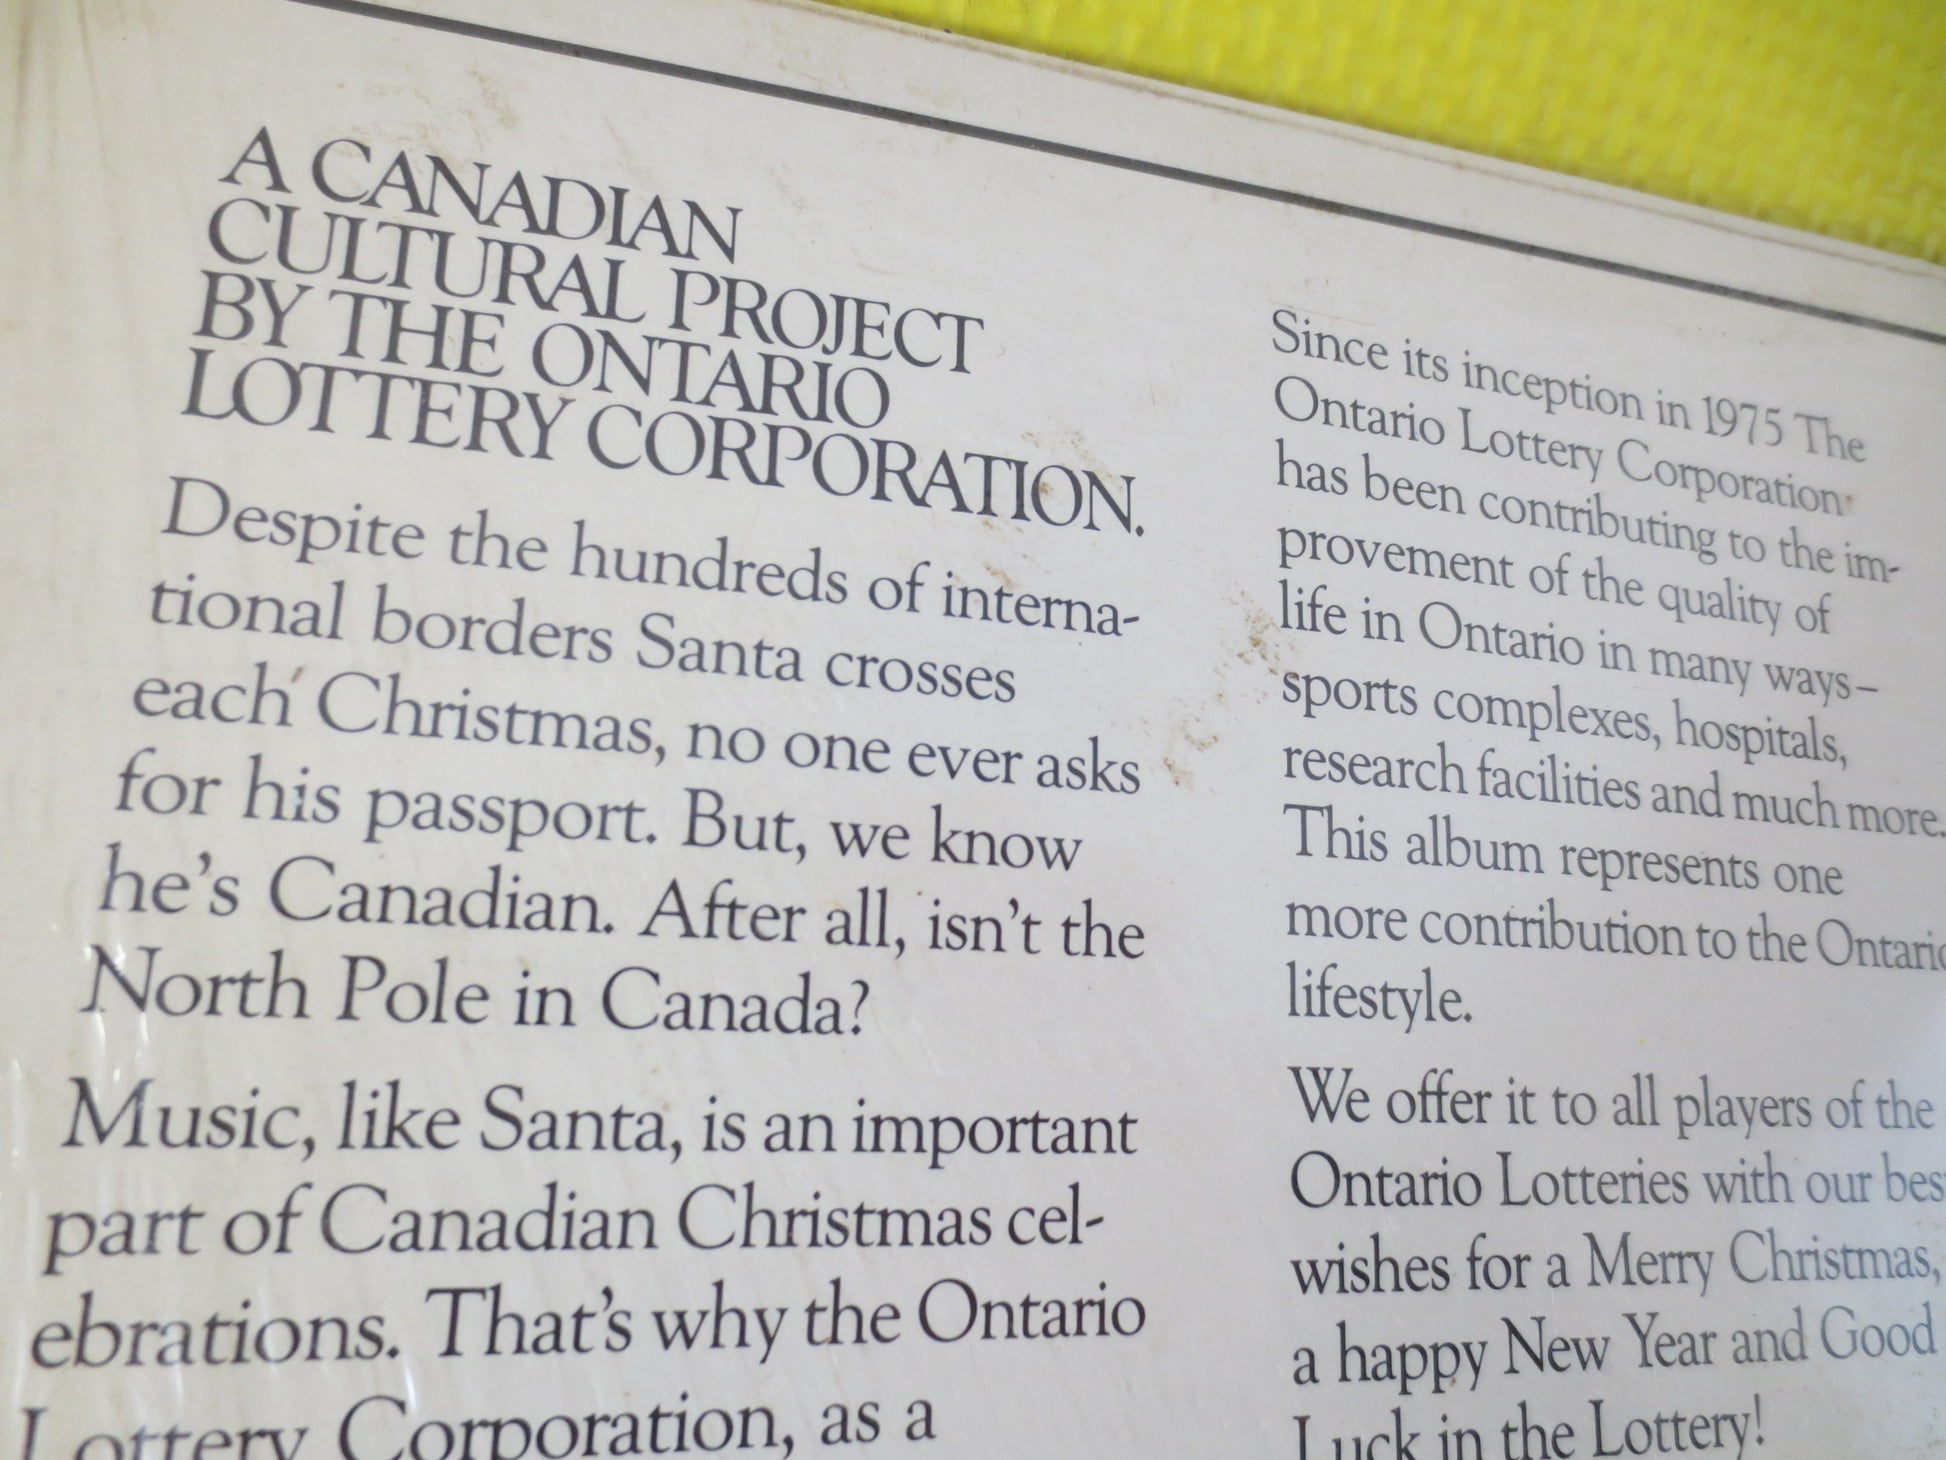 A CANADIAN
CULTURAL PROJECT
BY THE ONTARIO
LOTTERY CORPORATION.
Despite the hundreds of interna-
tional borders Santa crosses
each Christmas, no one ever asks
for his passport. But, we know
he's Canadian. After all, isn't the
North Pole in Canada?
Music, like Santa, is an important
part of Canadian Christmas cel-
ebrations. That's why the Ontario
Lottery Corporation, as a
Since its inception in 1975 The
Ontario Lottery Corporation
has been contributing to the im-
provement of the quality of
life in Ontario in many ways–
sports complexes, hospitals,
research facilities and much more.
This album represents one
more contribution to the Ontario
lifestyle.
We offer it to all players of the
Ontario Lotteries with our best
wishes for a Merry Christmas,
a happy New Year and Good
Luck in the Lottery!